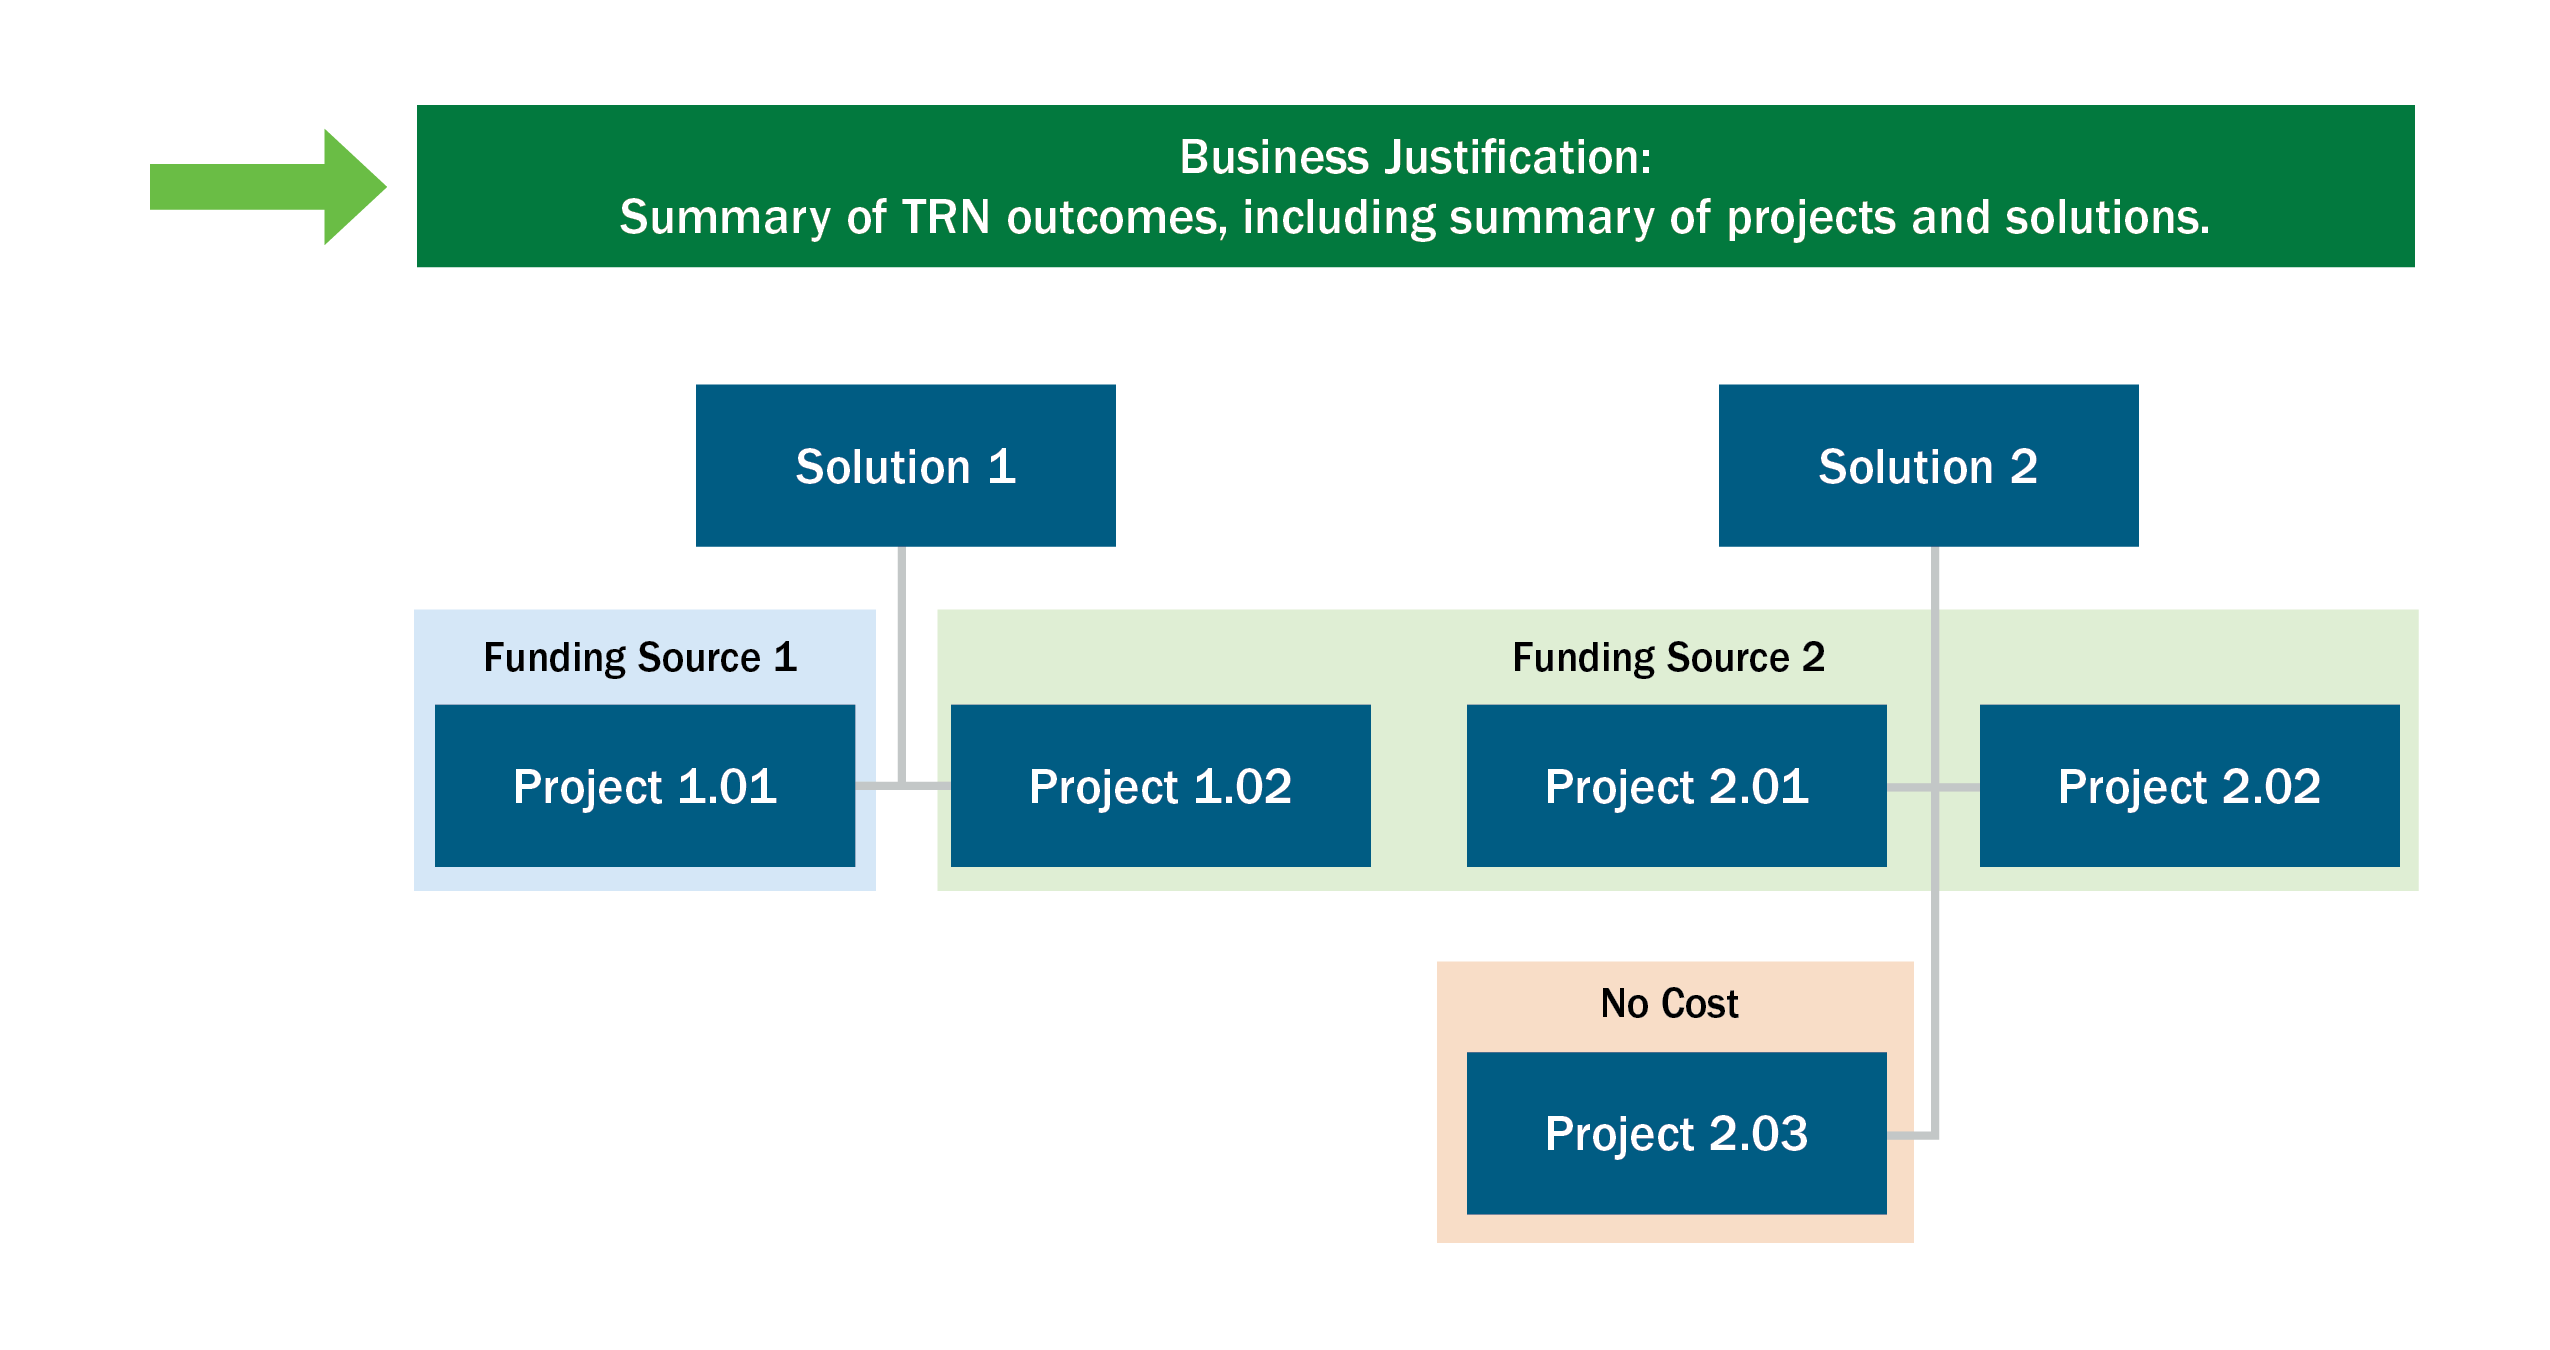 Business Justification:
Summary of TRN outcomes, including summary of projects and solutions.
Solution 1
Solution 2
Funding Source 1
Funding Source 2
Project 1.01
Project 1.02
Project 2.01
Project 2.02
No Cost
Project 2.03